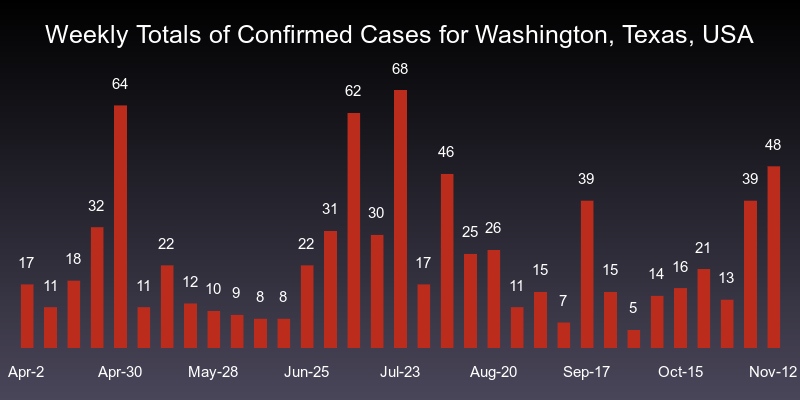 Weekly Totals of Confirmed Cases for Washington, Texas, USA
17 11 18 32 64 11 22 12 10 9 8 8 22 31 62 30 68 17 46 25 26 11 15 7 39 15 5 14 16 21 13 39 48
Apr-2 Apr-30 May-28 Jun-25 Jul-23 Aug-20 Sep-17 Oct-15 Nov-12